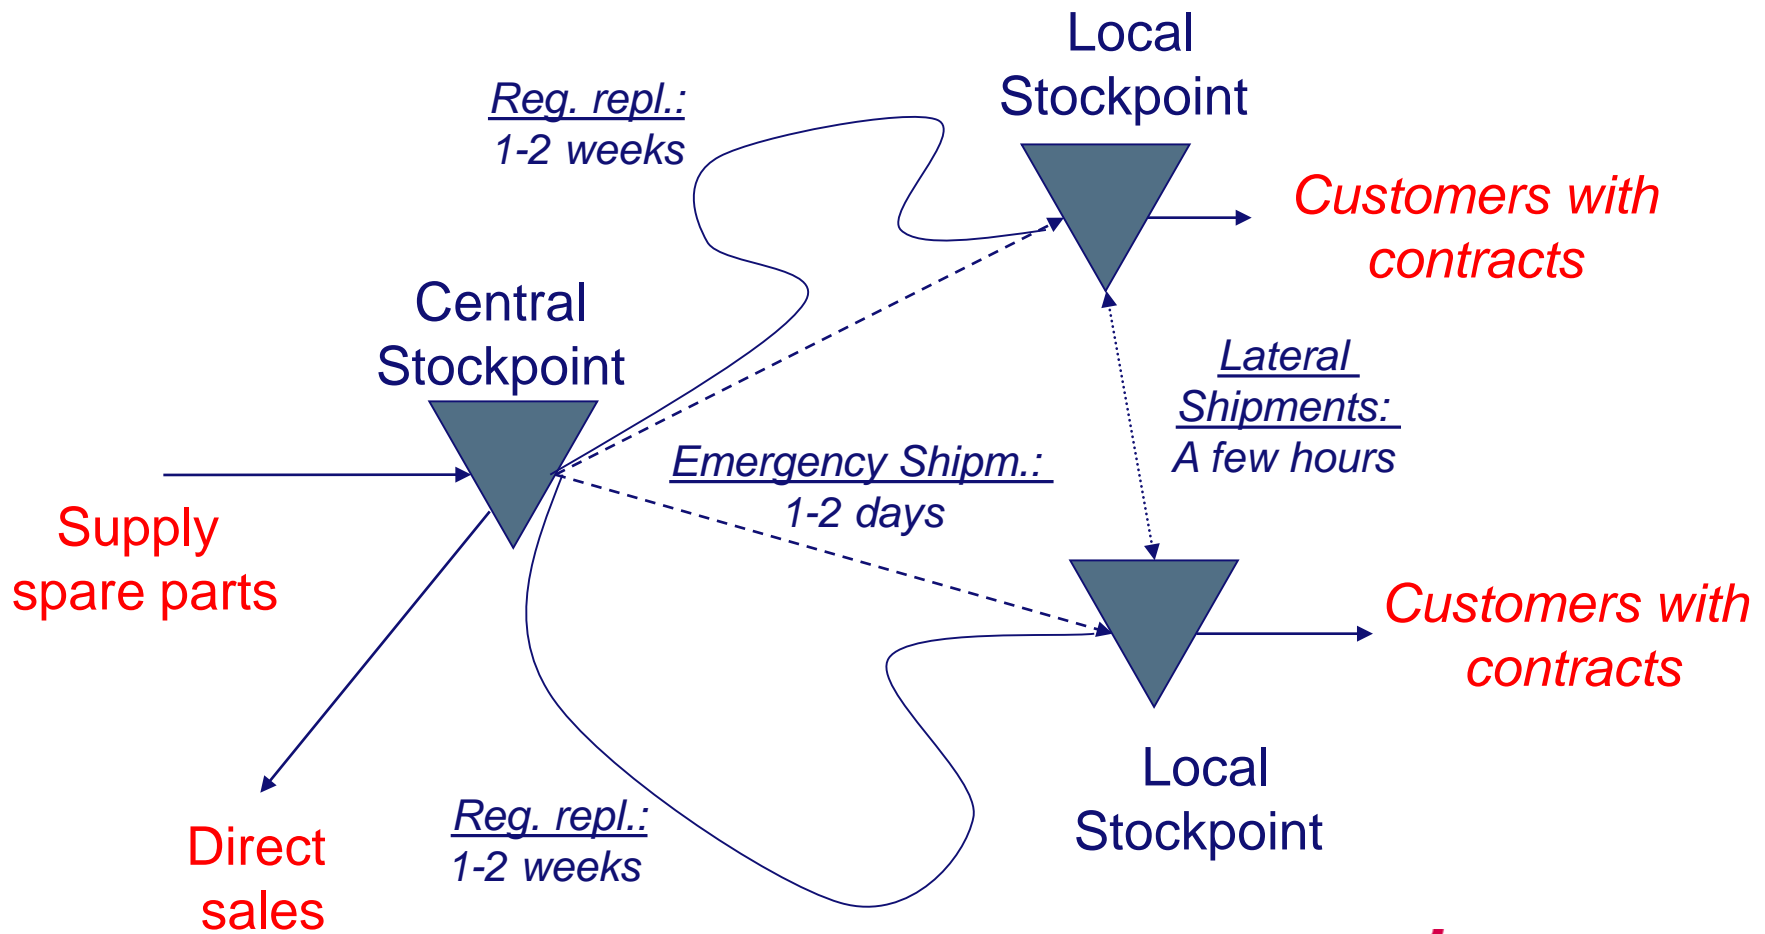 Local
Stockpoint
Reg. repl.:
1-2 weeks
Customers with
contracts
Central
Stockpoint
Lateral
Shipments:
A few hours
Emergency Shipm.:
1-2 days
Supply
spare parts
Customers with
contracts
Local
Stockpoint
Reg. repl.:
1-2 weeks
Direct
sales